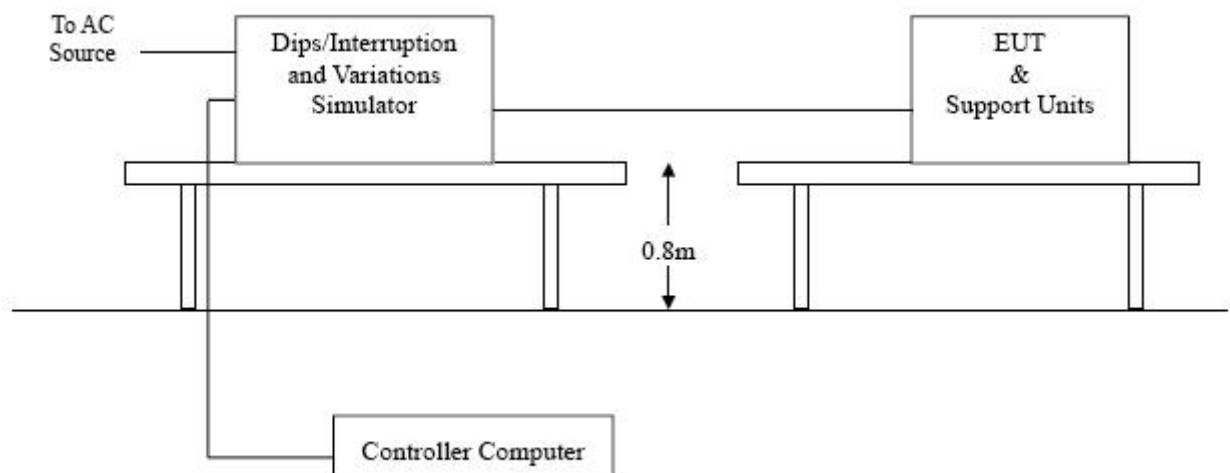 To AC
Source
Dips/Interruption
and Variations
Simulator
EUT
&
Support Units
0.8m
Controller Computer